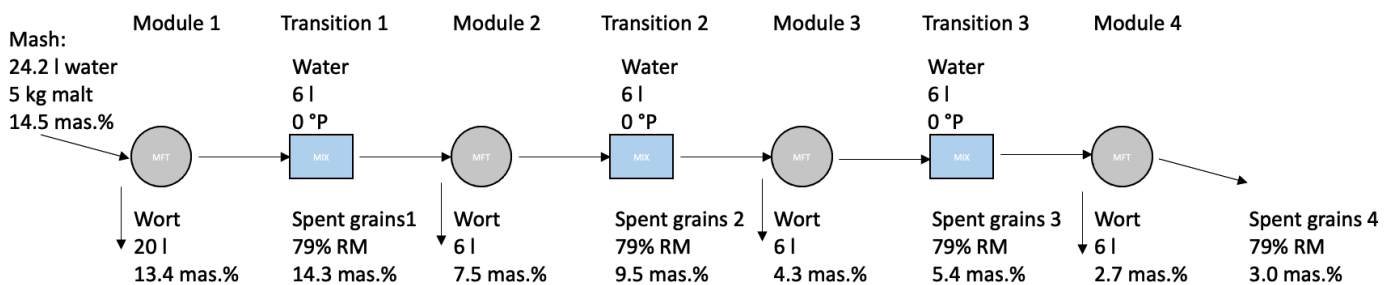 Module 1
Transition 1
Module 2
Transition 2
Module 3
Transition 3
Module 4
Mash:
24.2 l water
5 kg malt
14.5 mas.%
Water
6 l
0 °P
Water
6 l
0 °P
Water
6 l
0 °P
MFT
MIX
MFT
MIX
MFT
MIX
MFT
Wort
20 l
13.4 mas.%
Spent grains1
79% RM
14.3 mas.%
Wort
6 l
7.5 mas.%
Spent grains 2
79% RM
9.5 mas.%
Wort
6 l
4.3 mas.%
Spent grains 3
79% RM
5.4 mas.%
Wort
6 l
2.7 mas.%
Spent grains 4
79% RM
3.0 mas.%